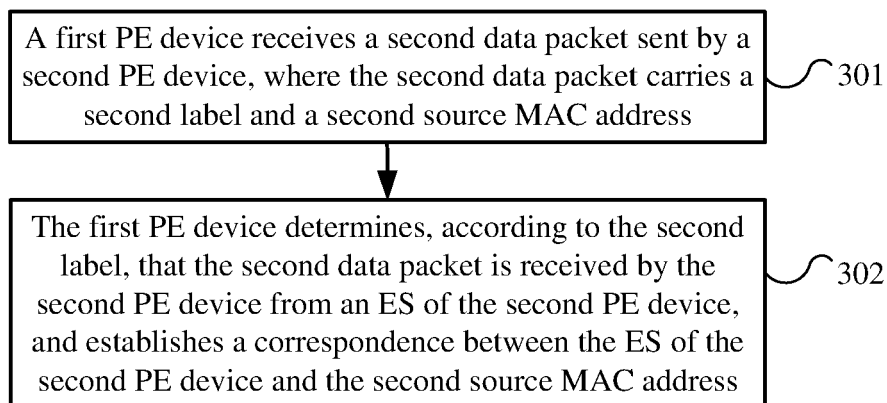 A first PE device receives a second data packet sent by a
second PE device, where the second data packet carries a
second label and a second source MAC address
301
The first PE device determines, according to the second
label, that the second data packet is received by the
second PE device from an ES of the second PE device,
and establishes a correspondence between the ES of the
second PE device and the second source MAC address
302